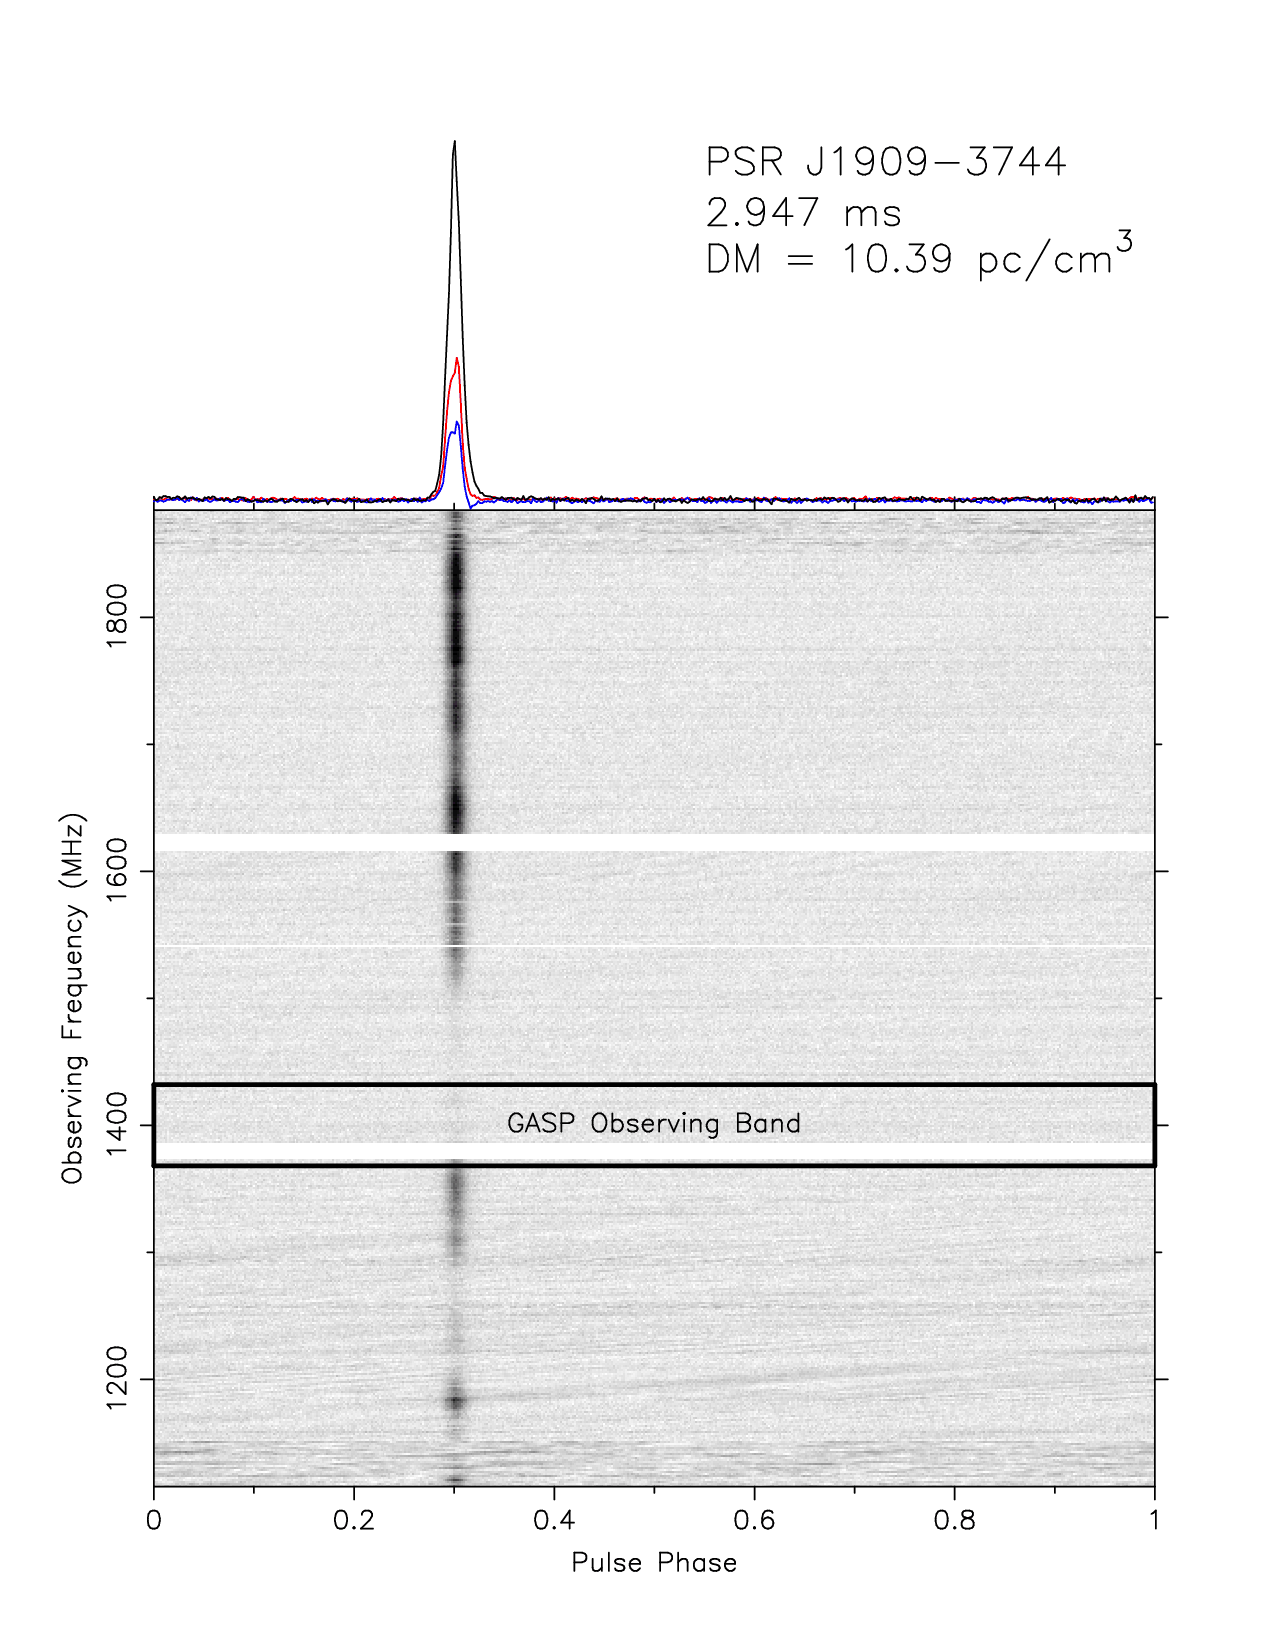 PSR J1909−3744
2.947 ms
DM = 10.39 pc/cm³
Observing Frequency (MHz)
1800
1600
1400
1200
GASP Observing Band
0 0.2 0.4 0.6 0.8 1
Pulse Phase